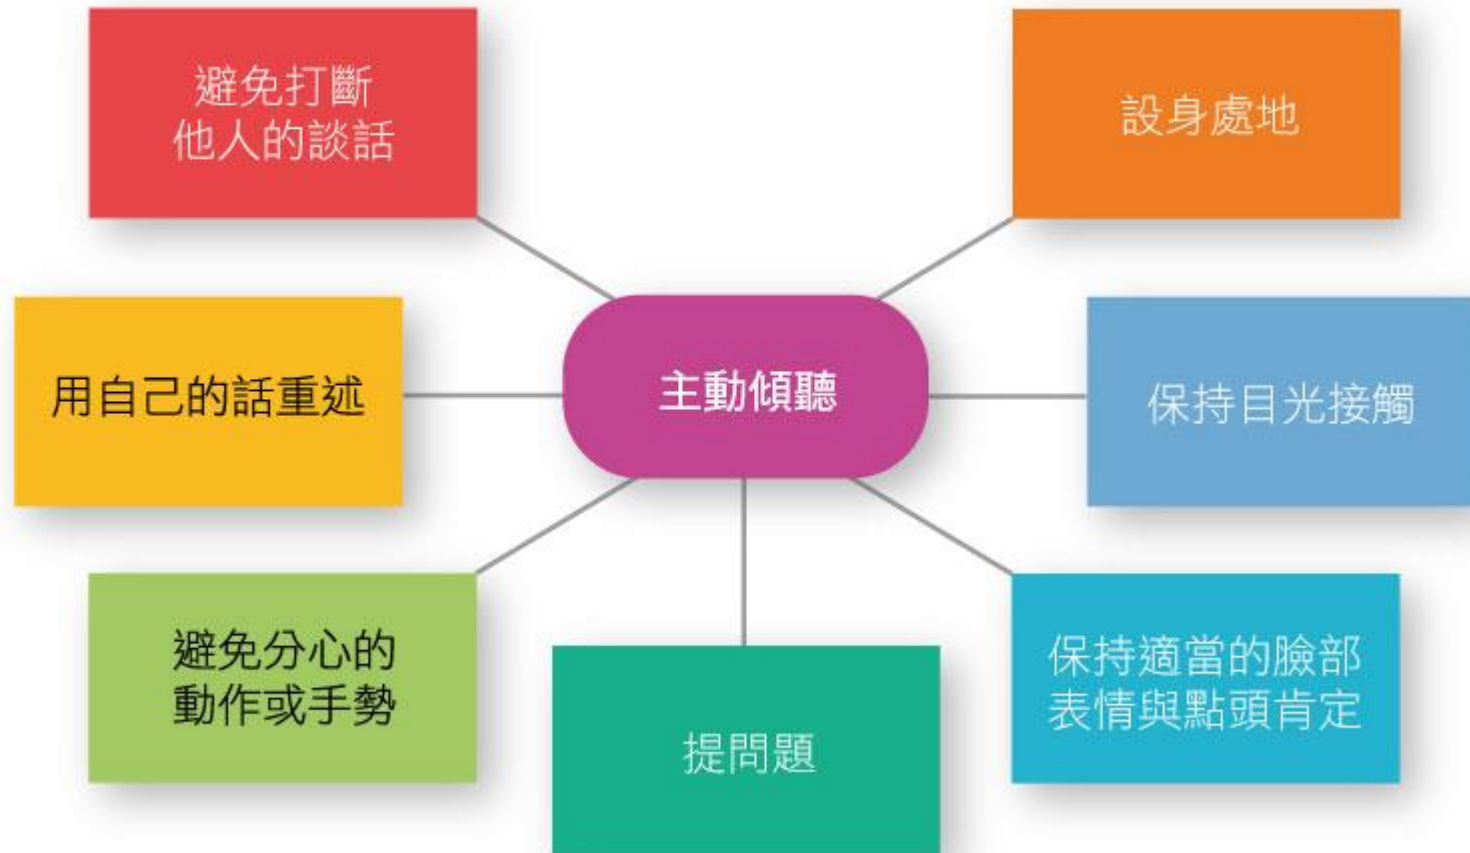 避免打斷
他人的談話
設身處地
用自己的話重述
主動傾聽
保持目光接觸
避免分心的
動作或手勢
提問題
保持適當的臉部
表情與點頭肯定